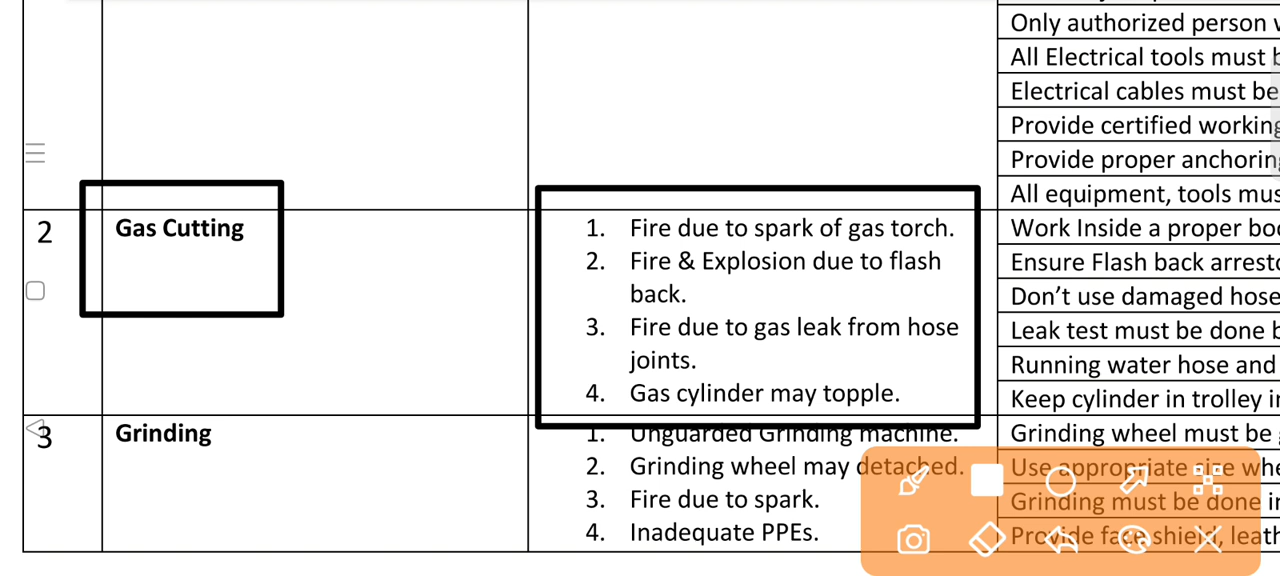 Only authorized person
All Electrical tools must
Electrical cables must be
Provide certified working
Provide proper anchoring
All equipment, tools
2 Gas Cutting
1. Fire due to spark of gas torch.
2. Fire & Explosion due to flash
back.
3. Fire due to gas leak from hose
joints.
4. Gas cylinder may topple.
Work Inside a proper
Ensure Flash back
Don’t use damaged hose
Leak test must be done
Running water hose and
Keep cylinder in trolley
3 Grinding
1. Unguarded Grinding machine.
2. Grinding wheel may detached.
3. Fire due to spark.
4. Inadequate PPEs.
Grinding wheel must be
Use appropriate size
Grinding must be done in
Provide face shield,